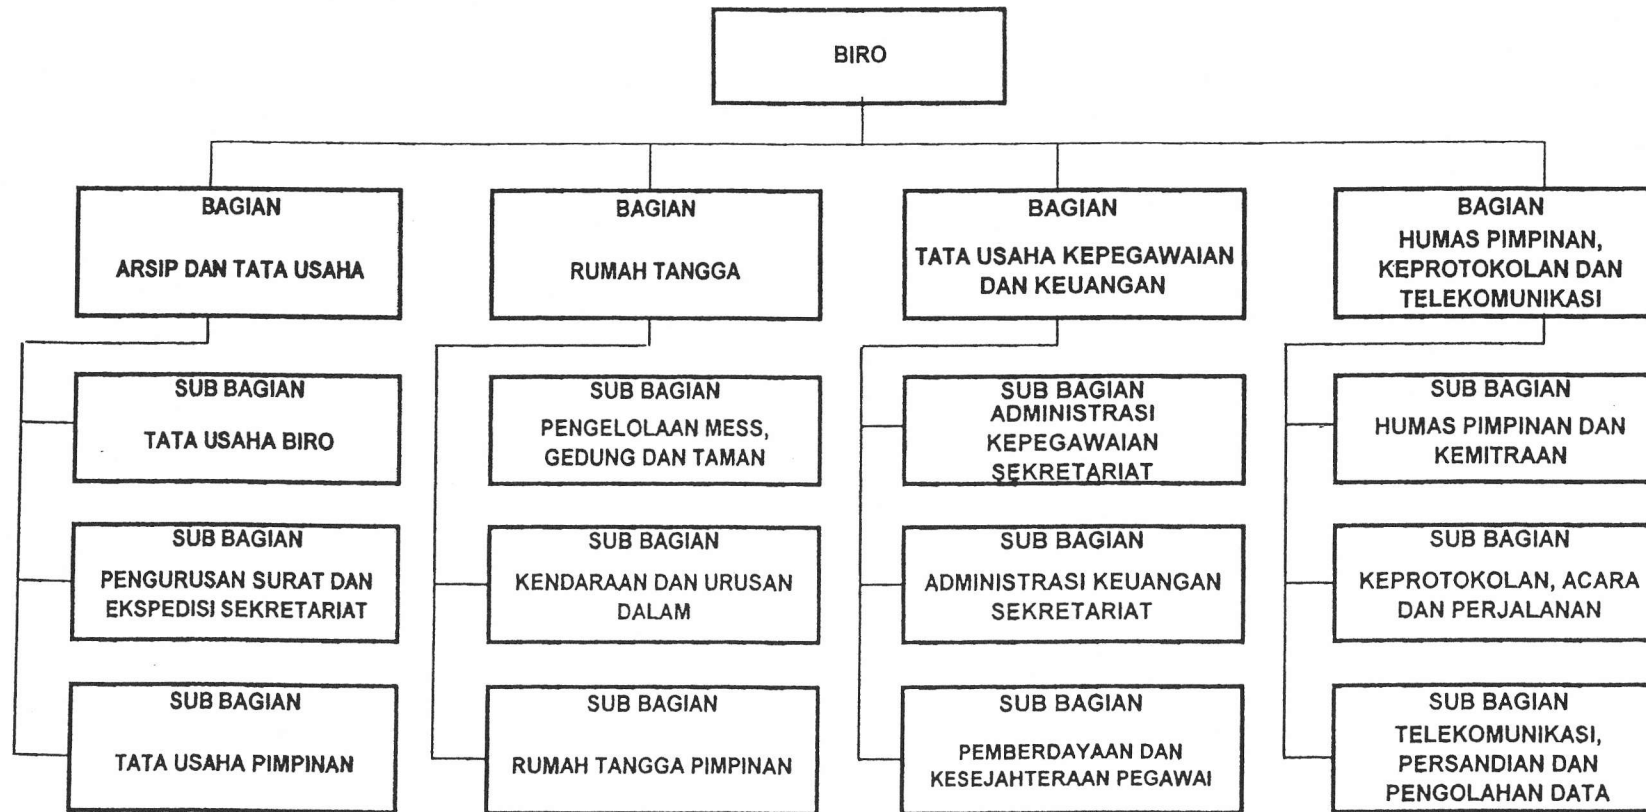 BIRO
BAGIAN
ARSIP DAN TATA USAHA
BAGIAN
RUMAH TANGGA
BAGIAN
TATA USAHA KEPEGAWAIAN
DAN KEUANGAN
BAGIAN
HUMAS PIMPINAN,
KEPROTOKOLAN DAN
TELEKOMUNIKASI
SUB BAGIAN
TATA USAHA BIRO
SUB BAGIAN
PENGELOLAAN MESS,
GEDUNG DAN TAMAN
SUB BAGIAN
ADMINISTRASI
KEPEGAWAIAN
SEKRETARIAT
SUB BAGIAN
HUMAS PIMPINAN DAN
KEMITRAAN
SUB BAGIAN
PENGURUSAN SURAT DAN
EKSPEDISI SEKRETARIAT
SUB BAGIAN
KENDARAAN DAN URUSAN
DALAM
SUB BAGIAN
ADMINISTRASI KEUANGAN
SEKRETARIAT
SUB BAGIAN
KEPROTOKOLAN, ACARA
DAN PERJALANAN
SUB BAGIAN
TATA USAHA PIMPINAN
SUB BAGIAN
RUMAH TANGGA PIMPINAN
SUB BAGIAN
PEMBERDAYAAN DAN
KESEJAHTERAAN PEGAWAI
SUB BAGIAN
TELEKOMUNIKASI,
PERSANDIAN DAN
PENGOLAHAN DATA